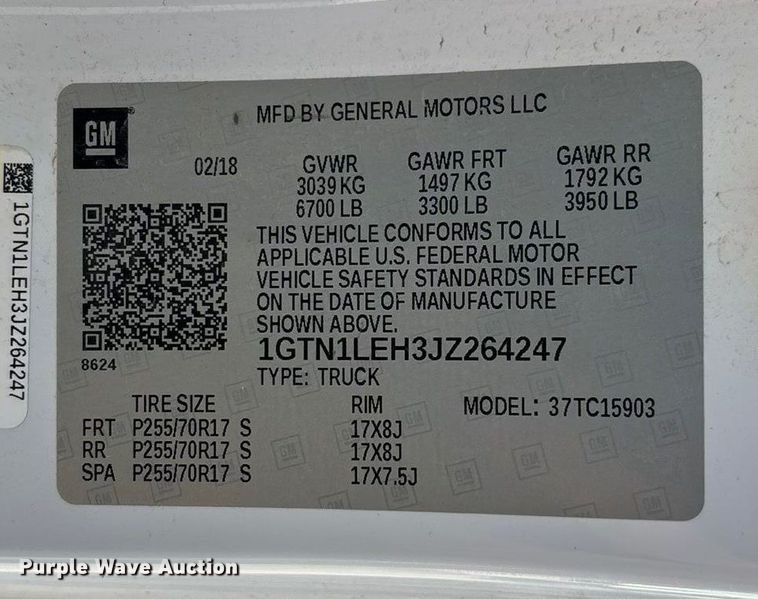 GM
MFD BY GENERAL MOTORS LLC
02/18 GVWR GAWR FRT GAWR RR
3039 KG 1497 KG 1792 KG
6700 LB 3300 LB 3950 LB
THIS VEHICLE CONFORMS TO ALL
APPLICABLE U.S. FEDERAL MOTOR
VEHICLE SAFETY STANDARDS IN EFFECT
ON THE DATE OF MANUFACTURE
SHOWN ABOVE.
1GTN1LEH3JZ264247
8624
TYPE: TRUCK
TIRE SIZE RIM MODEL: 37TC15903
FRT P255/70R17 S 17X8J
RR P255/70R17 S 17X8J
SPA P255/70R17 S 17X7.5J
1GTN1LEH3JZ264247
Purple Wave Auction